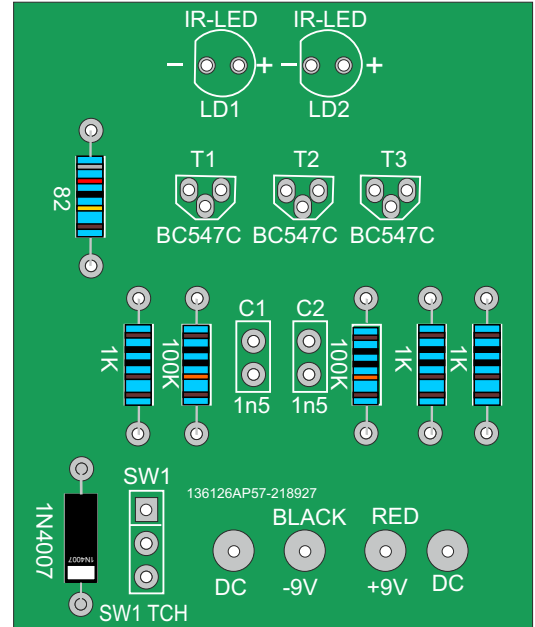 IR-LED IR-LED
− + − +
LD1 LD2
T1 T2 T3
82
BC547C BC547C BC547C
C1 C2
1K 100K 100K 1K 1K
1n5 1n5
SW1
136126AP57-218927
1N4007
1N4007
BLACK RED
DC -9V +9V DC
SW1 TCH